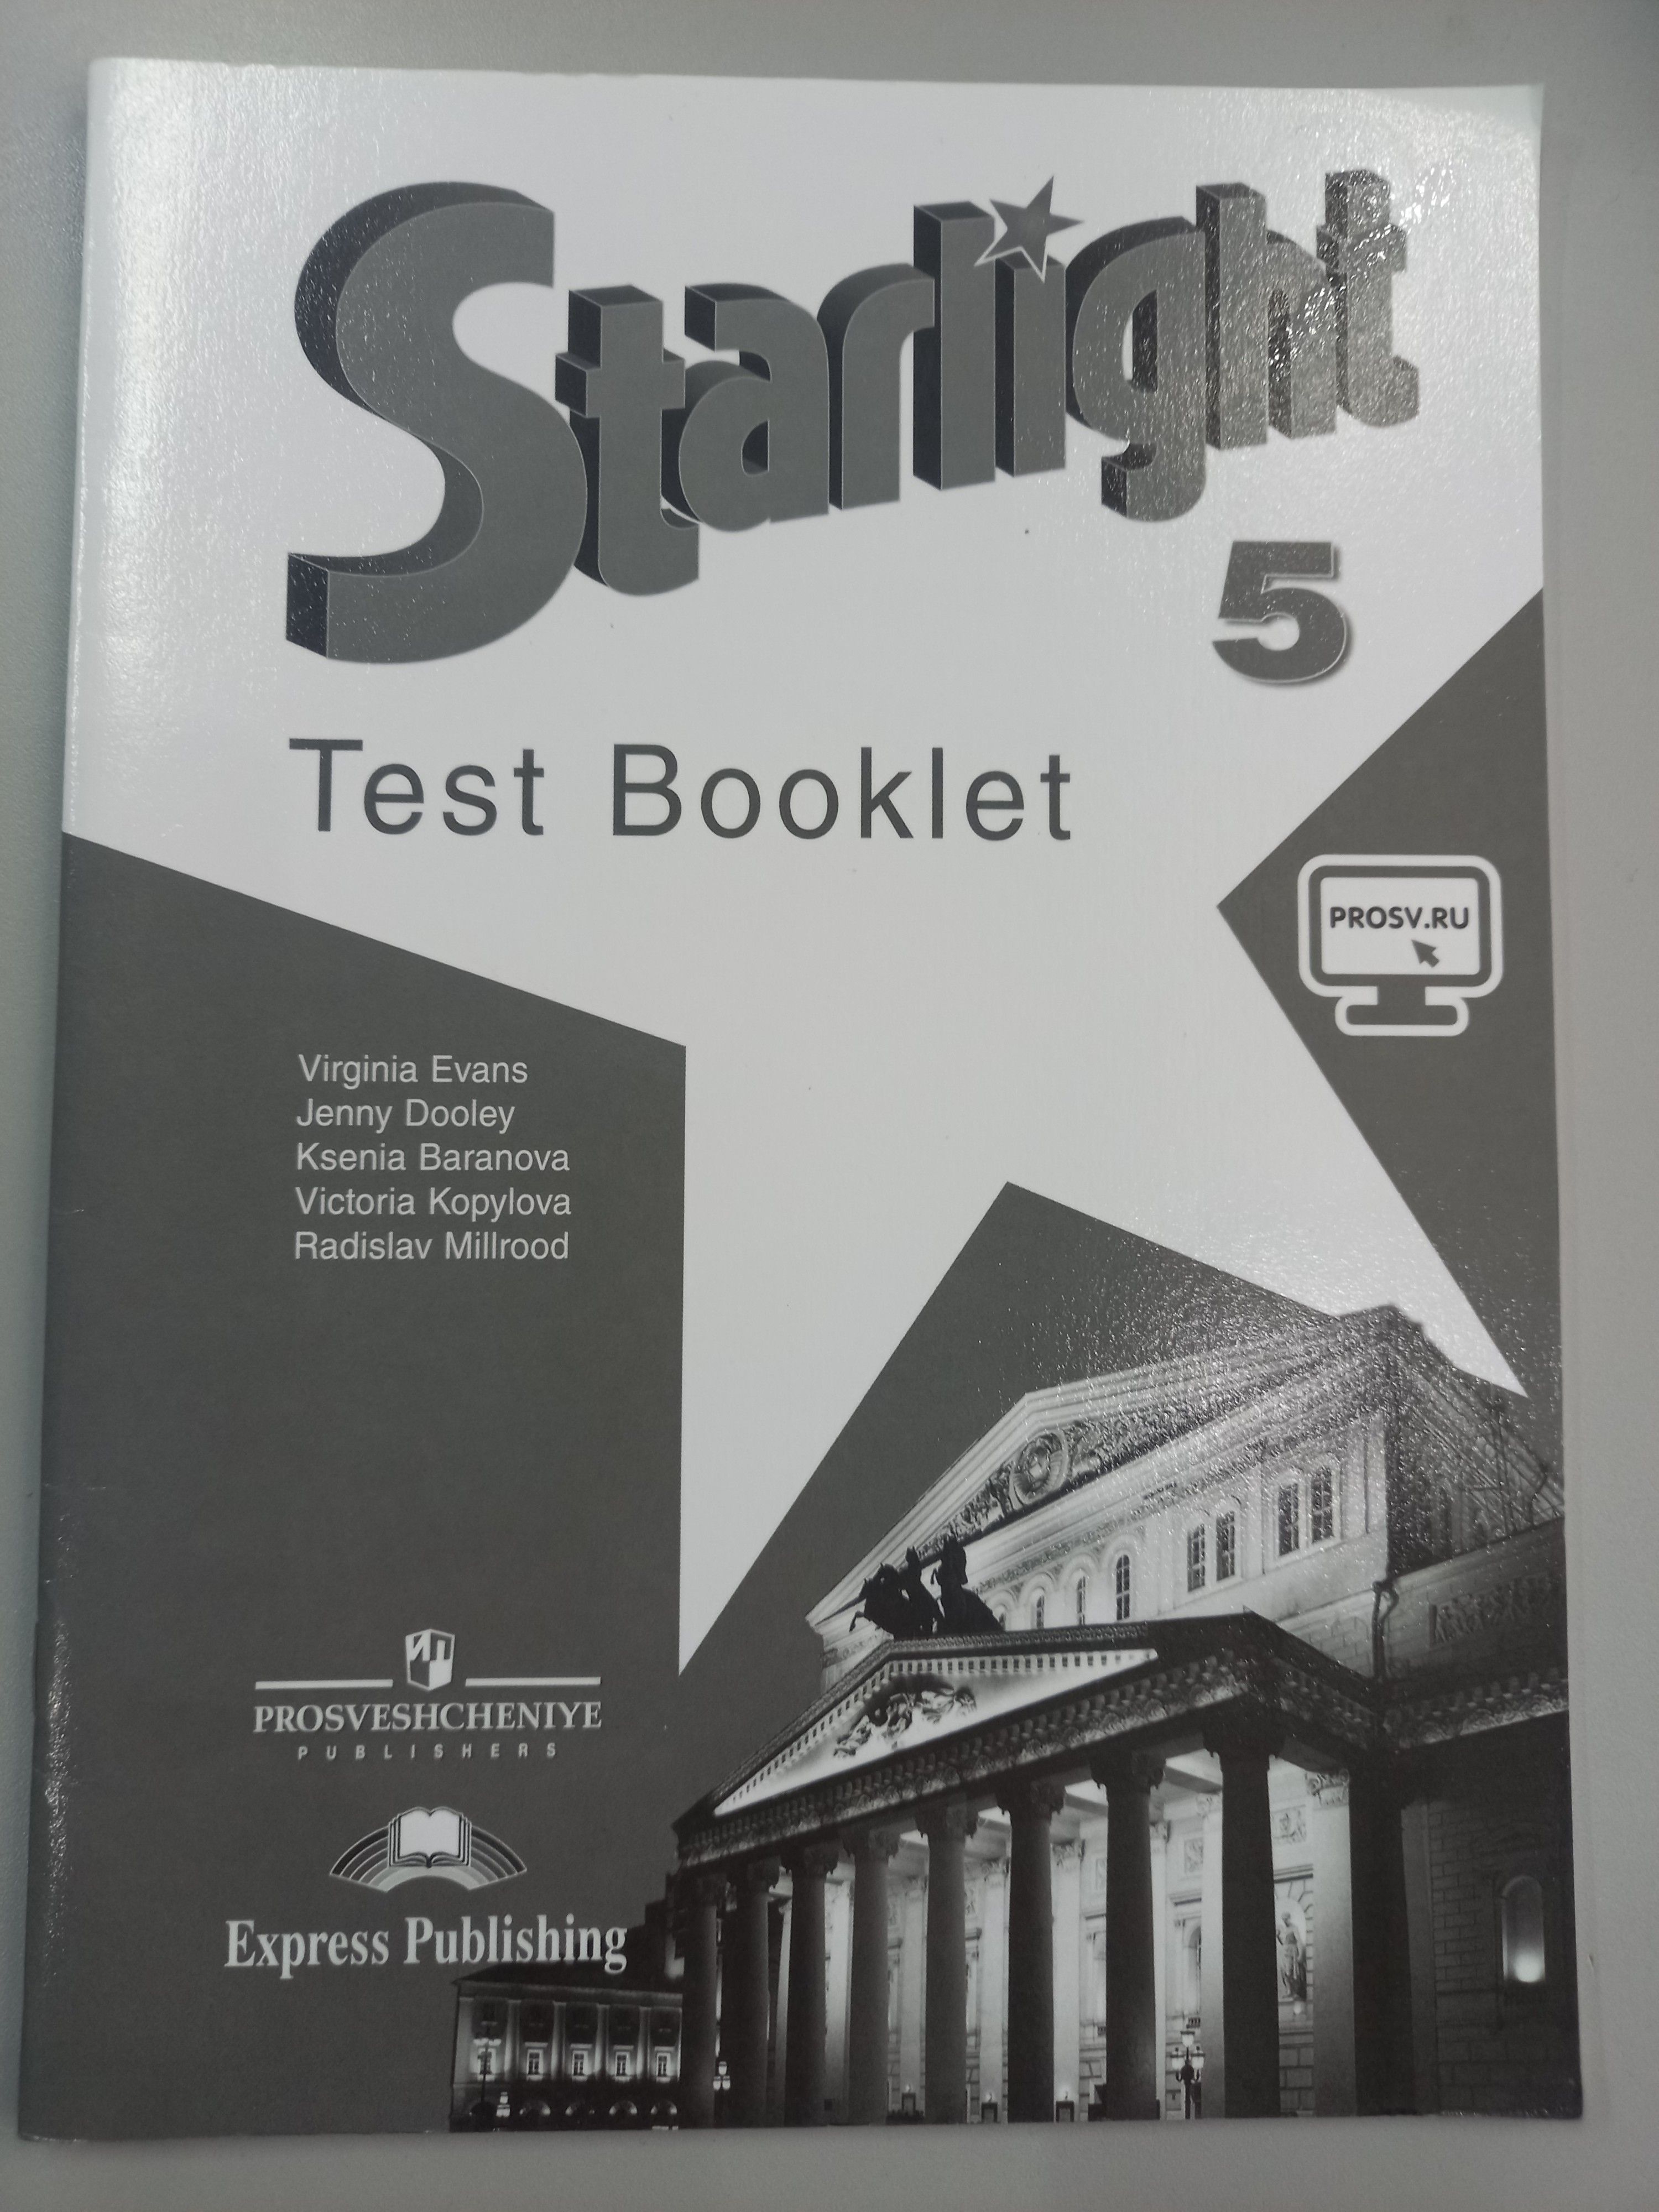 Starlight
5
Test Booklet
PROSV.RU
Virginia Evans
Jenny Dooley
Ksenia Baranova
Victoria Kopylova
Radislav Millrood
ИП
PROSVESHCHENIYE
PUBLISHERS
Express Publishing